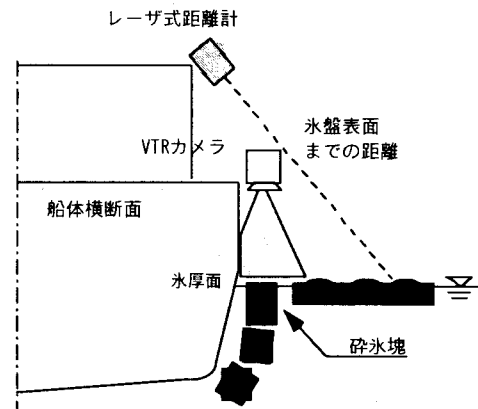 レーザ式距離計
氷盤表面
までの距離
VTRカメラ
船体横断面
氷厚面
砕氷塊